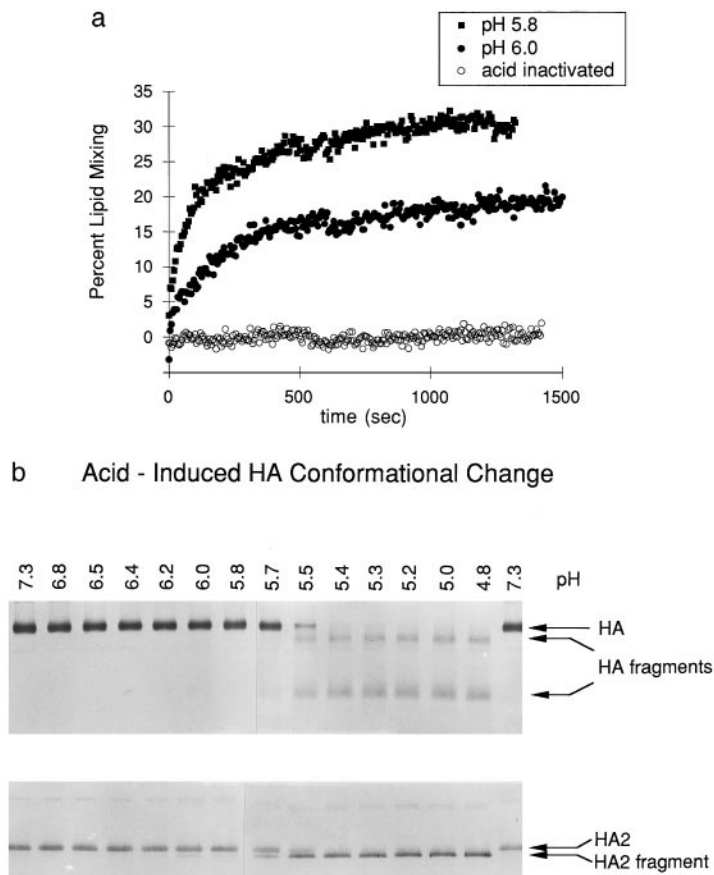 a
pH 5.8
pH 6.0
acid inactivated
Percent Lipid Mixing
35
30
25
20
15
10
5
0
0
500
1000
1500
time (sec)
b Acid - Induced HA Conformational Change
7.3 6.8 6.5 6.4 6.2 6.0 5.8 5.7 5.5 5.4 5.3 5.2 5.0 4.8 7.3 pH
HA
HA fragments
HA2
HA2 fragment